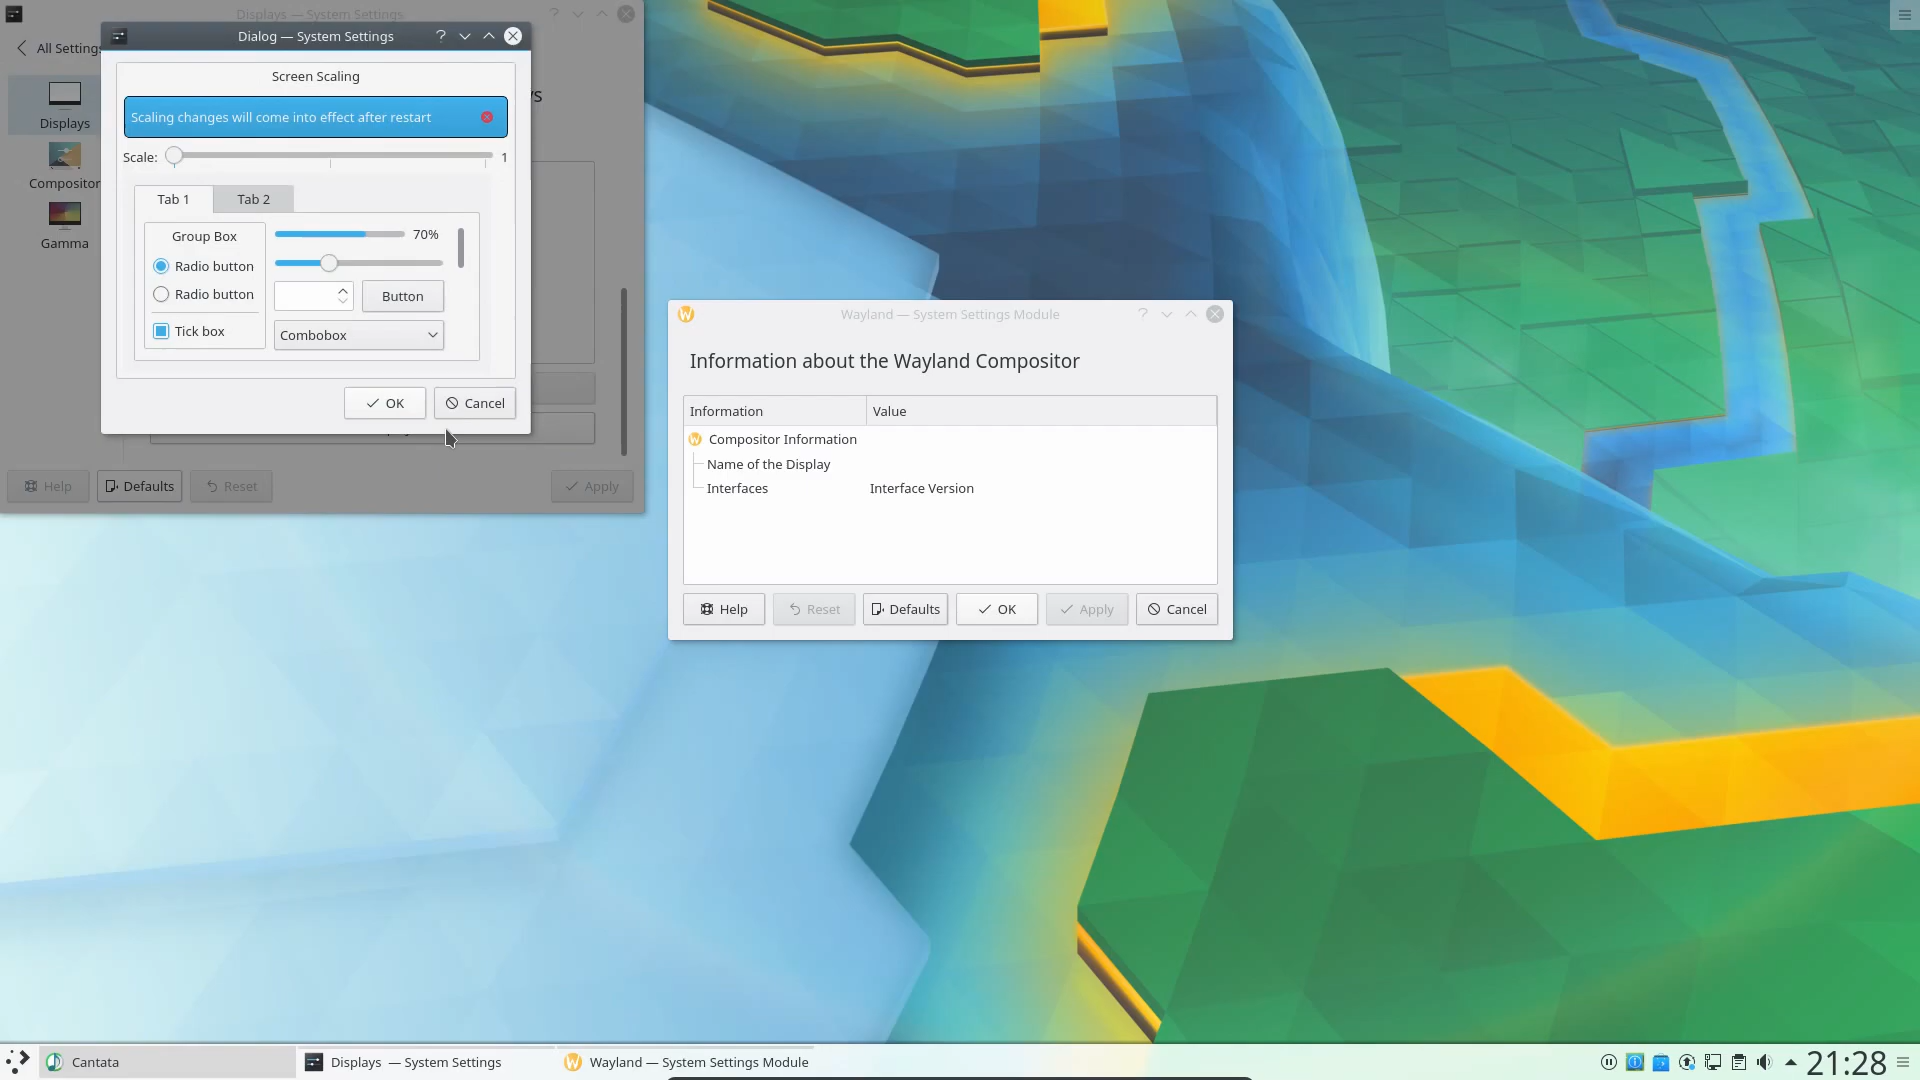 Displays — System Settings
All Settings
Displays
Compositor
Gamma
Help
Defaults
Reset
Apply
Dialog — System Settings
Screen Scaling
Scaling changes will come into effect after restart
Scale:
1
Tab 1
Tab 2
Group Box
Radio button
Radio button
Tick box
70%
Button
Combobox
OK
Cancel
Wayland — System Settings Module
Information about the Wayland Compositor
Information
Value
Compositor Information
Name of the Display
Interfaces
Interface Version
Help
Reset
Defaults
OK
Apply
Cancel
Cantata
Displays — System Settings
Wayland — System Settings Module
21:28